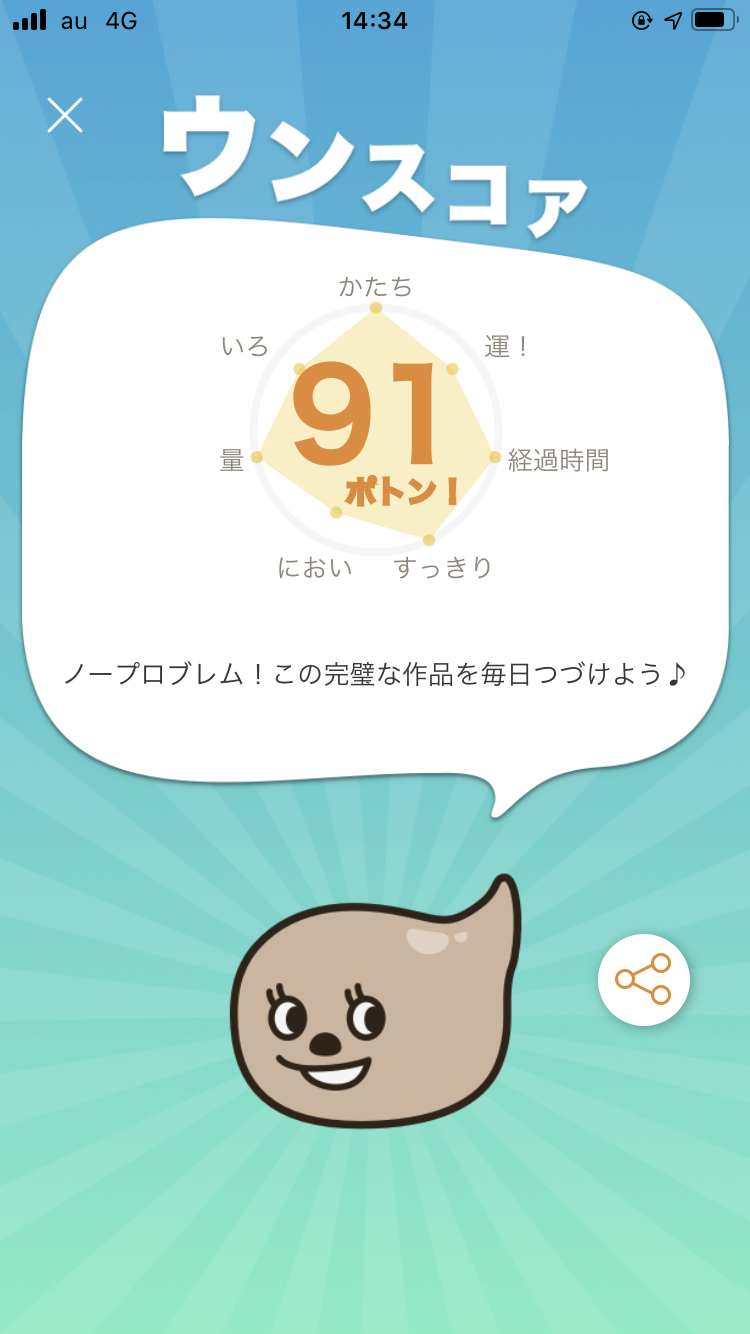 au 4G 14:34
ウンスコア
かたち
いろ
運！
91
量
経過時間
ポトン！
におい
すっきり
ノープロブレム！この完璧な作品を毎日つづけよう♪